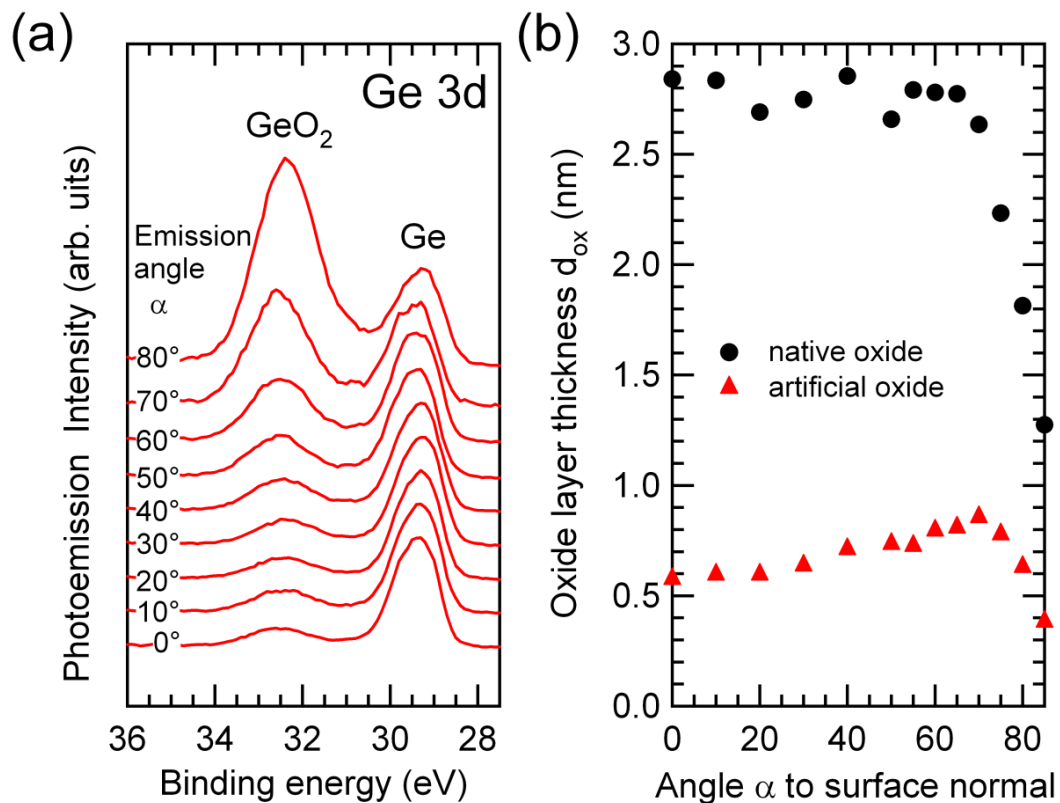 (a)
Ge 3d
GeO2
Ge
Emission
angle
α
80°
70°
60°
50°
40°
30°
20°
10°
0°
Photoemission Intensity (arb. uits)
36 34 32 30 28
Binding energy (eV)
(b)
3.0
2.5
2.0
1.5
1.0
0.5
0.0
Oxide layer thickness dox (nm)
native oxide
artificial oxide
0 20 40 60 80
Angle α to surface normal